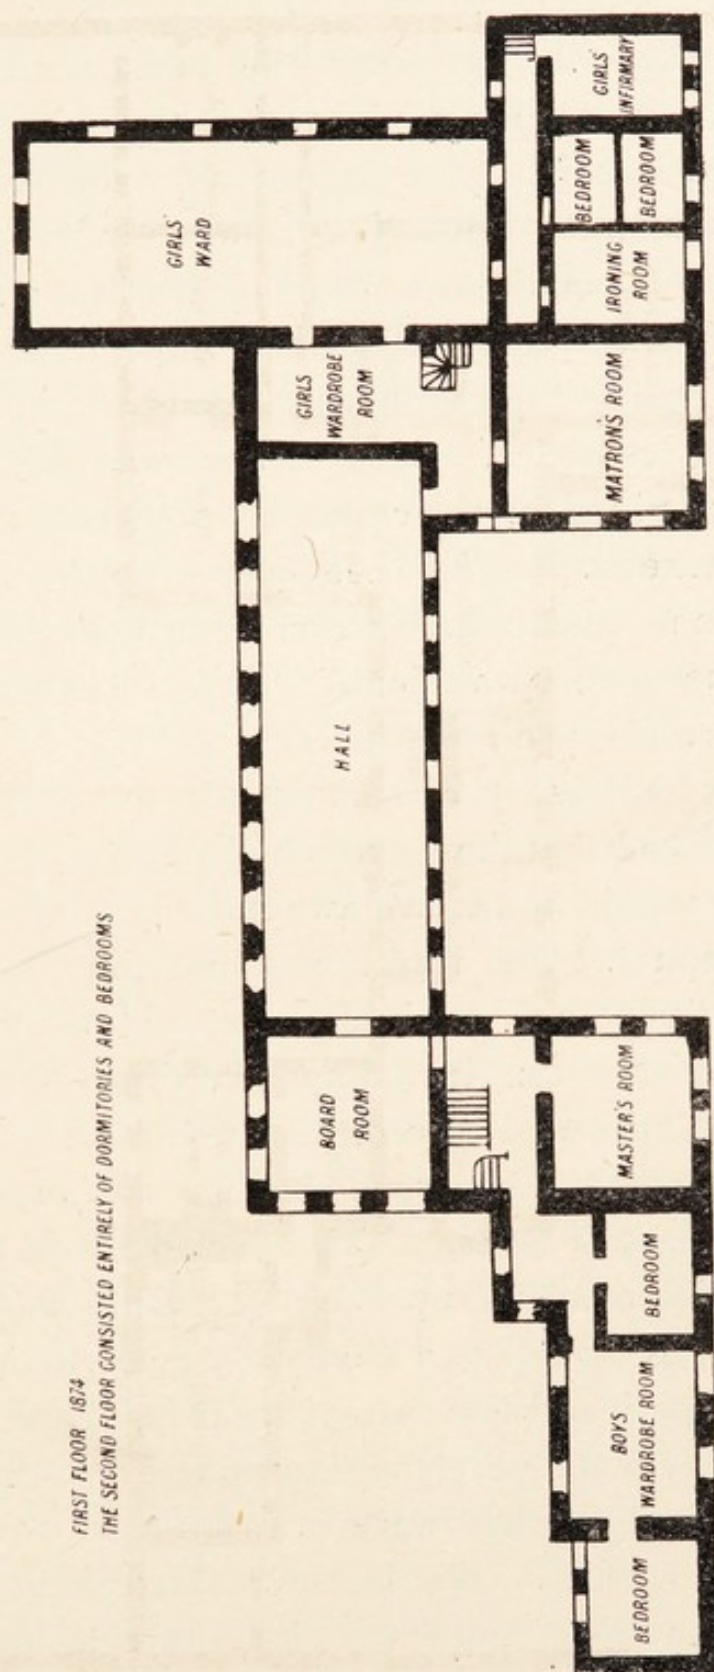 FIRST FLOOR 1874
THE SECOND FLOOR CONSISTED ENTIRELY OF DORMITORIES AND BEDROOMS
GIRLS'
WARD
GIRLS'
INFIRMARY
BEDROOM
BEDROOM
IRONING
ROOM
GIRLS
WARDROBE
ROOM
MATRON'S ROOM
HALL
BOARD
ROOM
MASTER'S ROOM
BEDROOM
BOYS
WARDROBE ROOM
BEDROOM